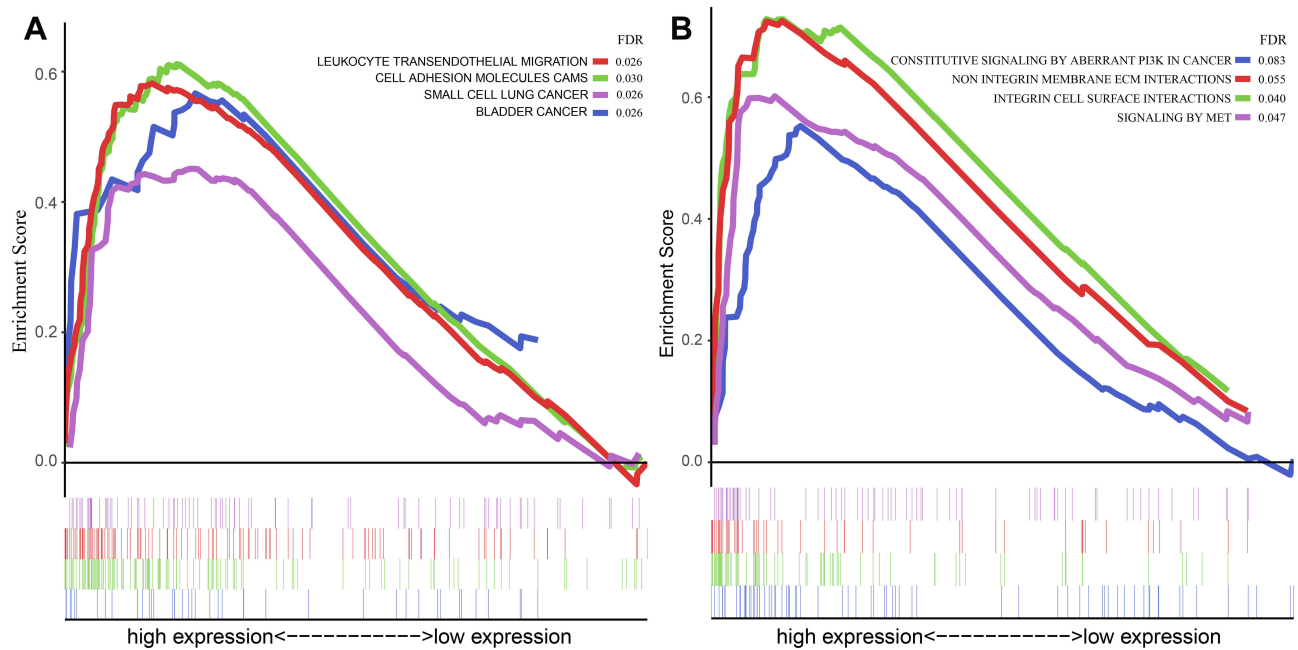 A
FDR
LEUKOCYTE TRANSENDOTHELIAL MIGRATION 0.026
CELL ADHESION MOLECULES CAMS 0.030
SMALL CELL LUNG CANCER 0.026
BLADDER CANCER 0.026
Enrichment Score
0.6
0.4
0.2
0.0
high expression<------------>low expression
B
FDR
CONSTITUTIVE SIGNALING BY ABERRANT PI3K IN CANCER 0.083
NON INTEGRIN MEMBRANE ECM INTERACTIONS 0.055
INTEGRIN CELL SURFACE INTERACTIONS 0.040
SIGNALING BY MET 0.047
Enrichment Score
0.6
0.4
0.2
0.0
high expression<------------>low expression